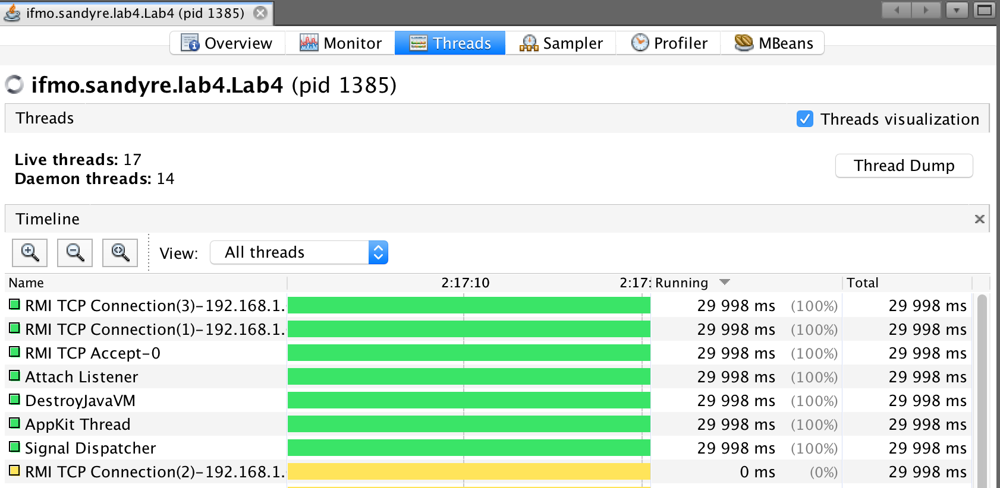 ifmo.sandyre.lab4.Lab4 (pid 1385)
Overview Monitor Threads Sampler Profiler MBeans
ifmo.sandyre.lab4.Lab4 (pid 1385)
Threads Threads visualization
Live threads: 17
Daemon threads: 14
Thread Dump
Timeline
View: All threads
Name 2:17:10 2:17: Running Total
RMI TCP Connection(3)-192.168.1. 29 998 ms (100%) 29 998 ms
RMI TCP Connection(1)-192.168.1. 29 998 ms (100%) 29 998 ms
RMI TCP Accept-0 29 998 ms (100%) 29 998 ms
Attach Listener 29 998 ms (100%) 29 998 ms
DestroyJavaVM 29 998 ms (100%) 29 998 ms
AppKit Thread 29 998 ms (100%) 29 998 ms
Signal Dispatcher 29 998 ms (100%) 29 998 ms
RMI TCP Connection(2)-192.168.1. 0 ms (0%) 29 998 ms